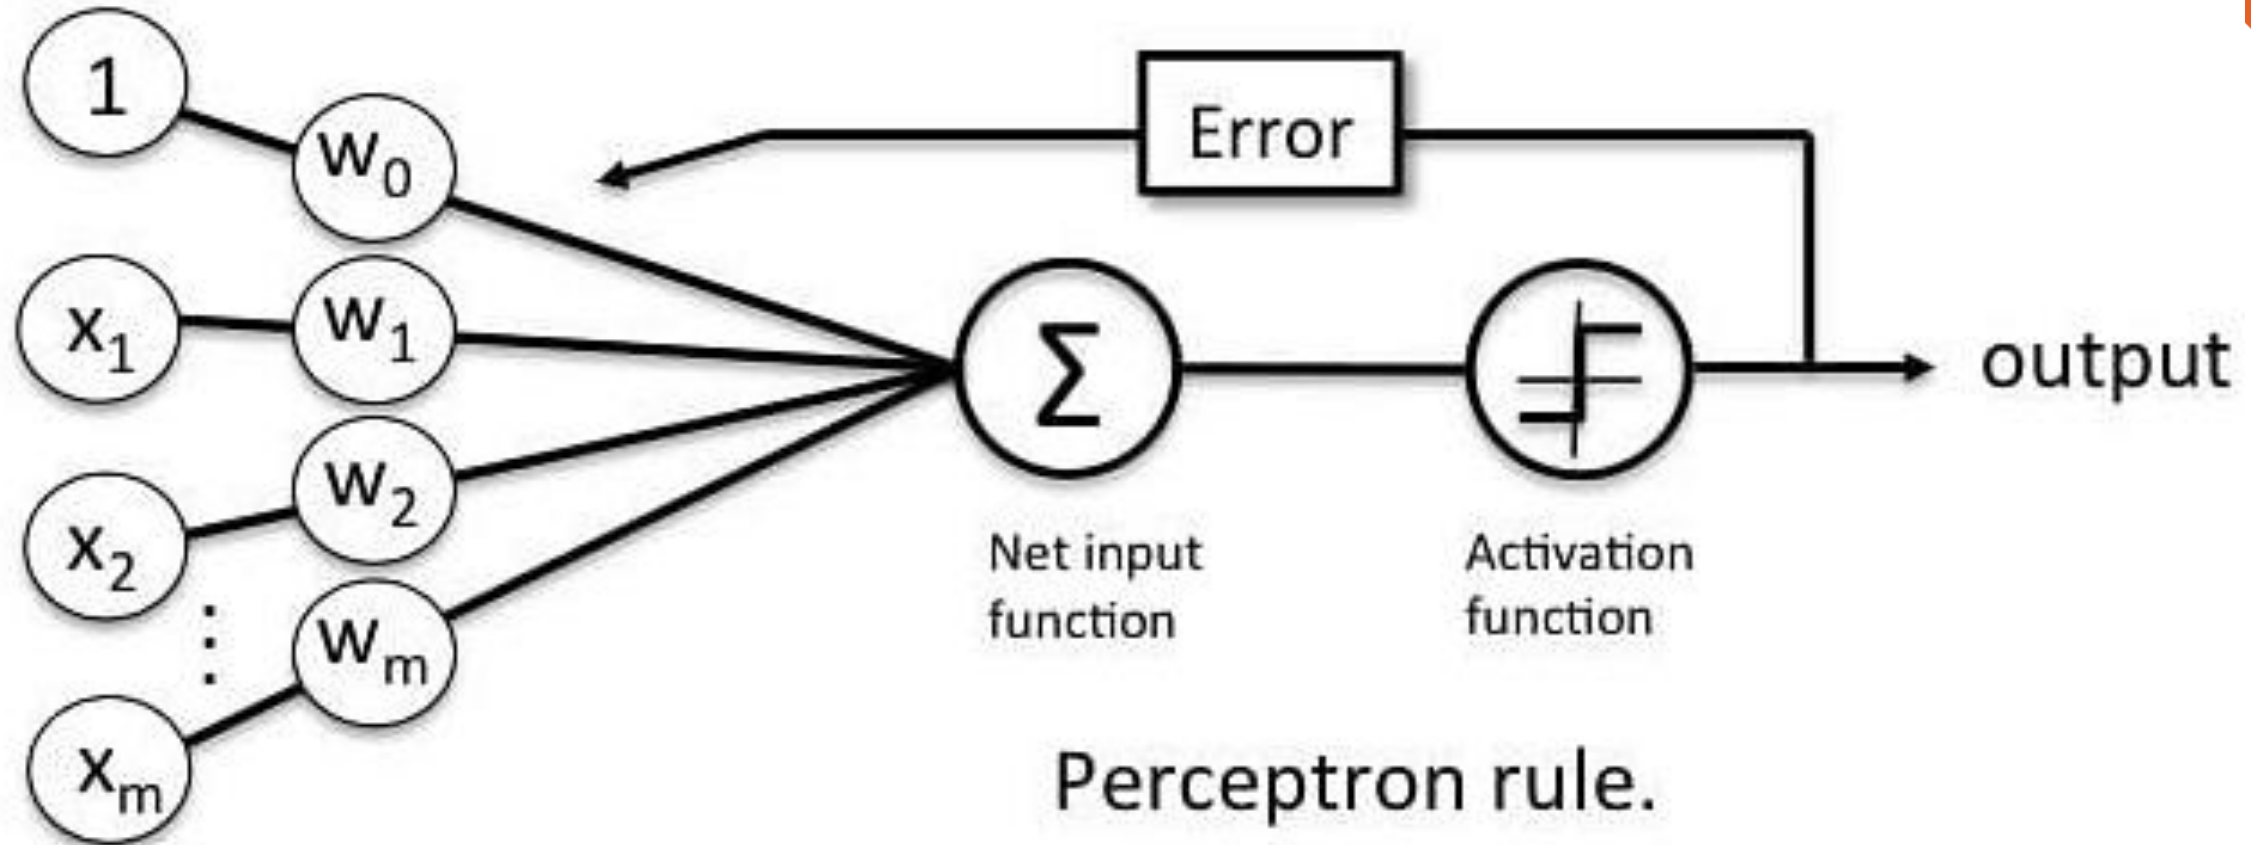 1
w₀
Error
x₁
w₁
Σ
output
x₂
w₂
Net input
function
Activation
function
⋮
wₘ
xₘ
Perceptron rule.